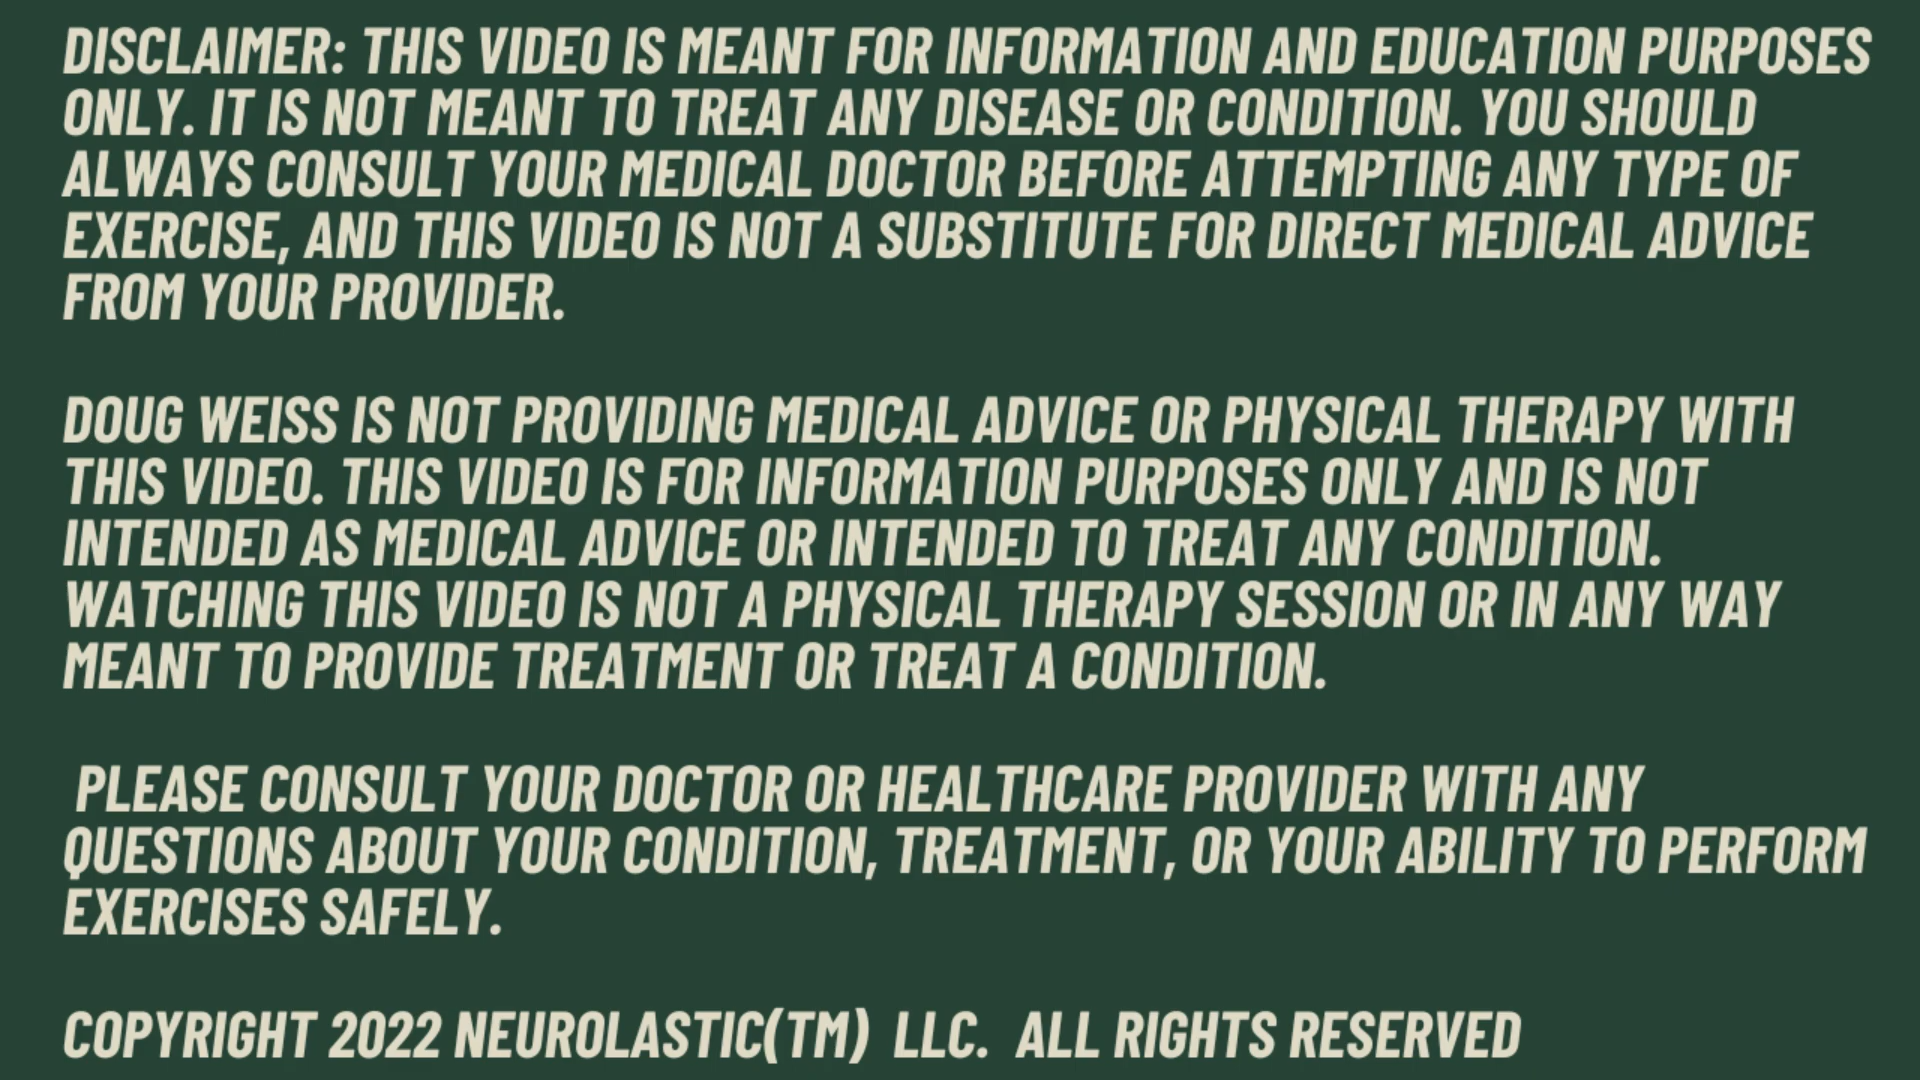 DISCLAIMER: THIS VIDEO IS MEANT FOR INFORMATION AND EDUCATION PURPOSES
ONLY. IT IS NOT MEANT TO TREAT ANY DISEASE OR CONDITION. YOU SHOULD
ALWAYS CONSULT YOUR MEDICAL DOCTOR BEFORE ATTEMPTING ANY TYPE OF
EXERCISE, AND THIS VIDEO IS NOT A SUBSTITUTE FOR DIRECT MEDICAL ADVICE
FROM YOUR PROVIDER.
DOUG WEISS IS NOT PROVIDING MEDICAL ADVICE OR PHYSICAL THERAPY WITH
THIS VIDEO. THIS VIDEO IS FOR INFORMATION PURPOSES ONLY AND IS NOT
INTENDED AS MEDICAL ADVICE OR INTENDED TO TREAT ANY CONDITION.
WATCHING THIS VIDEO IS NOT A PHYSICAL THERAPY SESSION OR IN ANY WAY
MEANT TO PROVIDE TREATMENT OR TREAT A CONDITION.
PLEASE CONSULT YOUR DOCTOR OR HEALTHCARE PROVIDER WITH ANY
QUESTIONS ABOUT YOUR CONDITION, TREATMENT, OR YOUR ABILITY TO PERFORM
EXERCISES SAFELY.
COPYRIGHT 2022 NEUROLASTIC(TM) LLC. ALL RIGHTS RESERVED